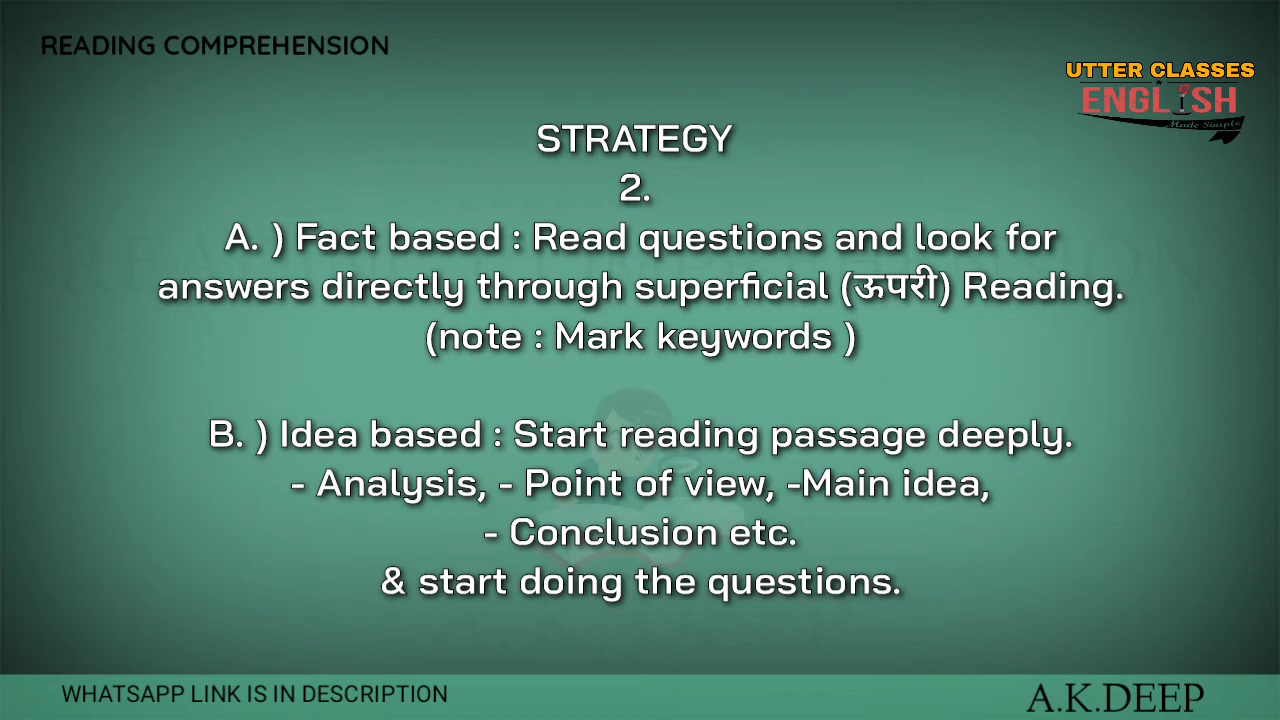 READING COMPREHENSION
UTTER CLASSES
ENGLISH
Made Simple
STRATEGY
2.
A. ) Fact based : Read questions and look for
answers directly through superficial (ऊपरी) Reading.
(note : Mark keywords )
B. ) Idea based : Start reading passage deeply.
- Analysis, - Point of view, -Main idea,
- Conclusion etc.
& start doing the questions.
WHATSAPP LINK IS IN DESCRIPTION
A.K.DEEP